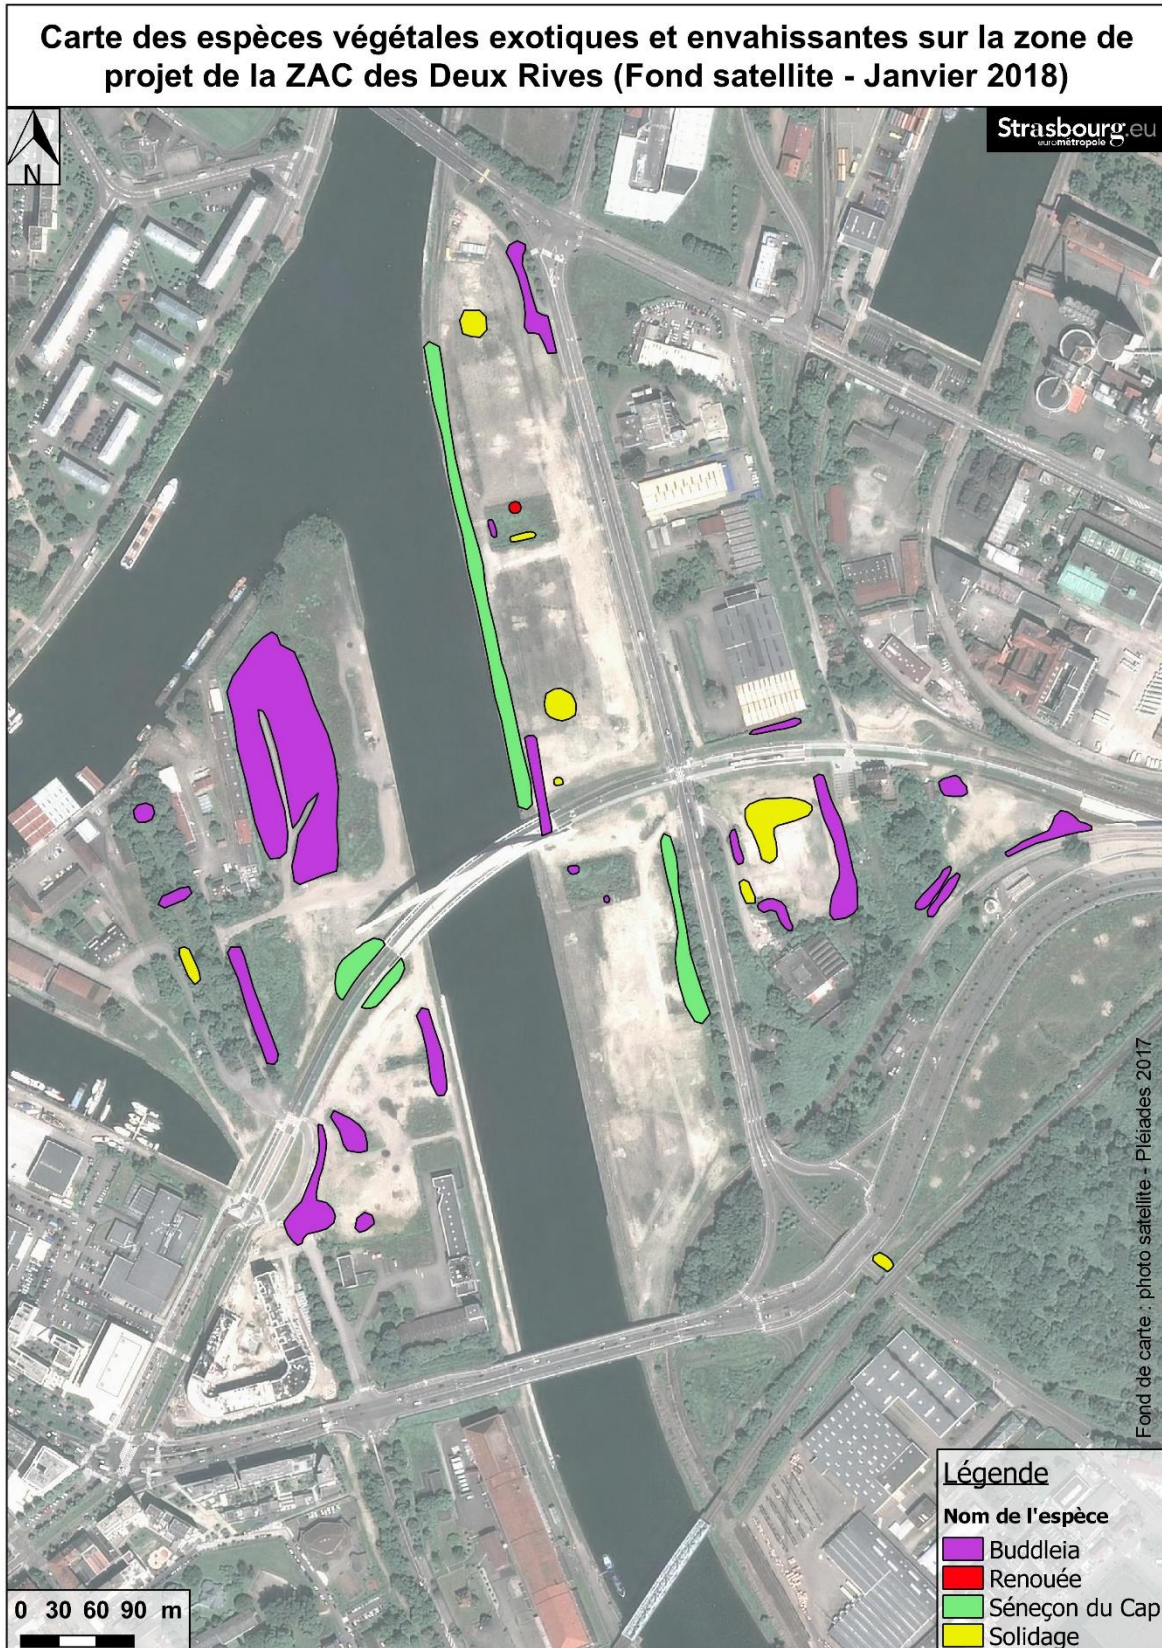 Carte des espèces végétales exotiques et envahissantes sur la zone de
projet de la ZAC des Deux Rives (Fond satellite - Janvier 2018)
N
Strasbourg.eu
eurométropole
Fond de carte : photo satellite - Pléiades 2017
Légende
Nom de l'espèce
Buddleia
Renouée
Séneçon du Cap
Solidage
0 30 60 90 m